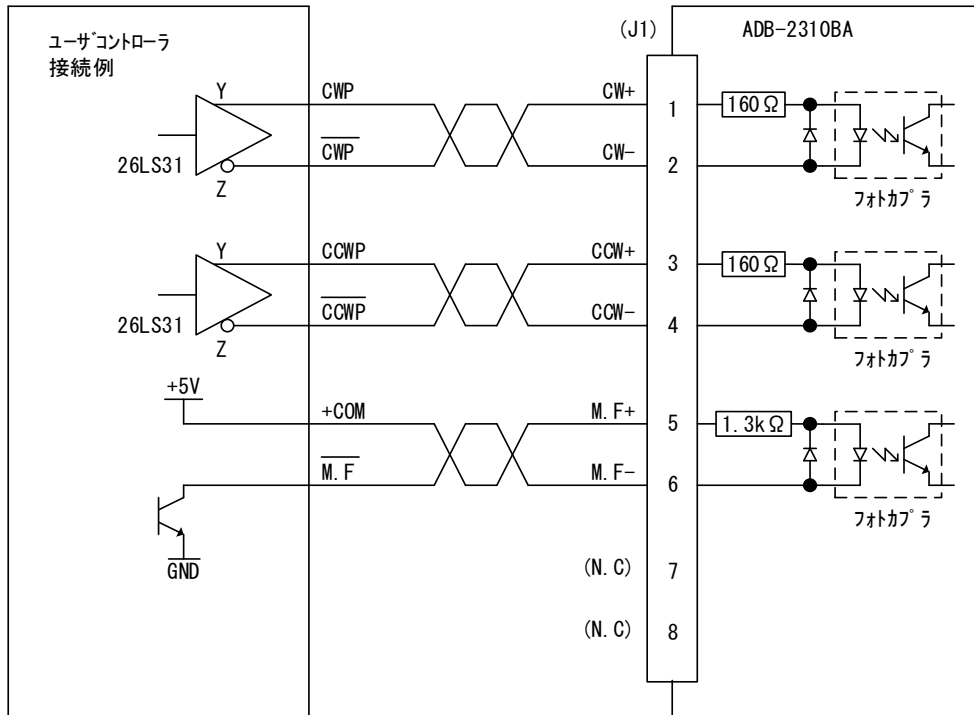 (J1)
ADB-2310BA
ユーザコントローラ
接続例
Y
CWP
CW+
1
160Ω
26LS31
CWP
CW-
2
Z
フォトカプラ
Y
CCWP
CCW+
3
160Ω
26LS31
CCWP
CCW-
4
Z
フォトカプラ
+5V
+COM
M.F+
5
1.3kΩ
M.F
M.F-
6
フォトカプラ
GND
(N.C)
7
(N.C)
8